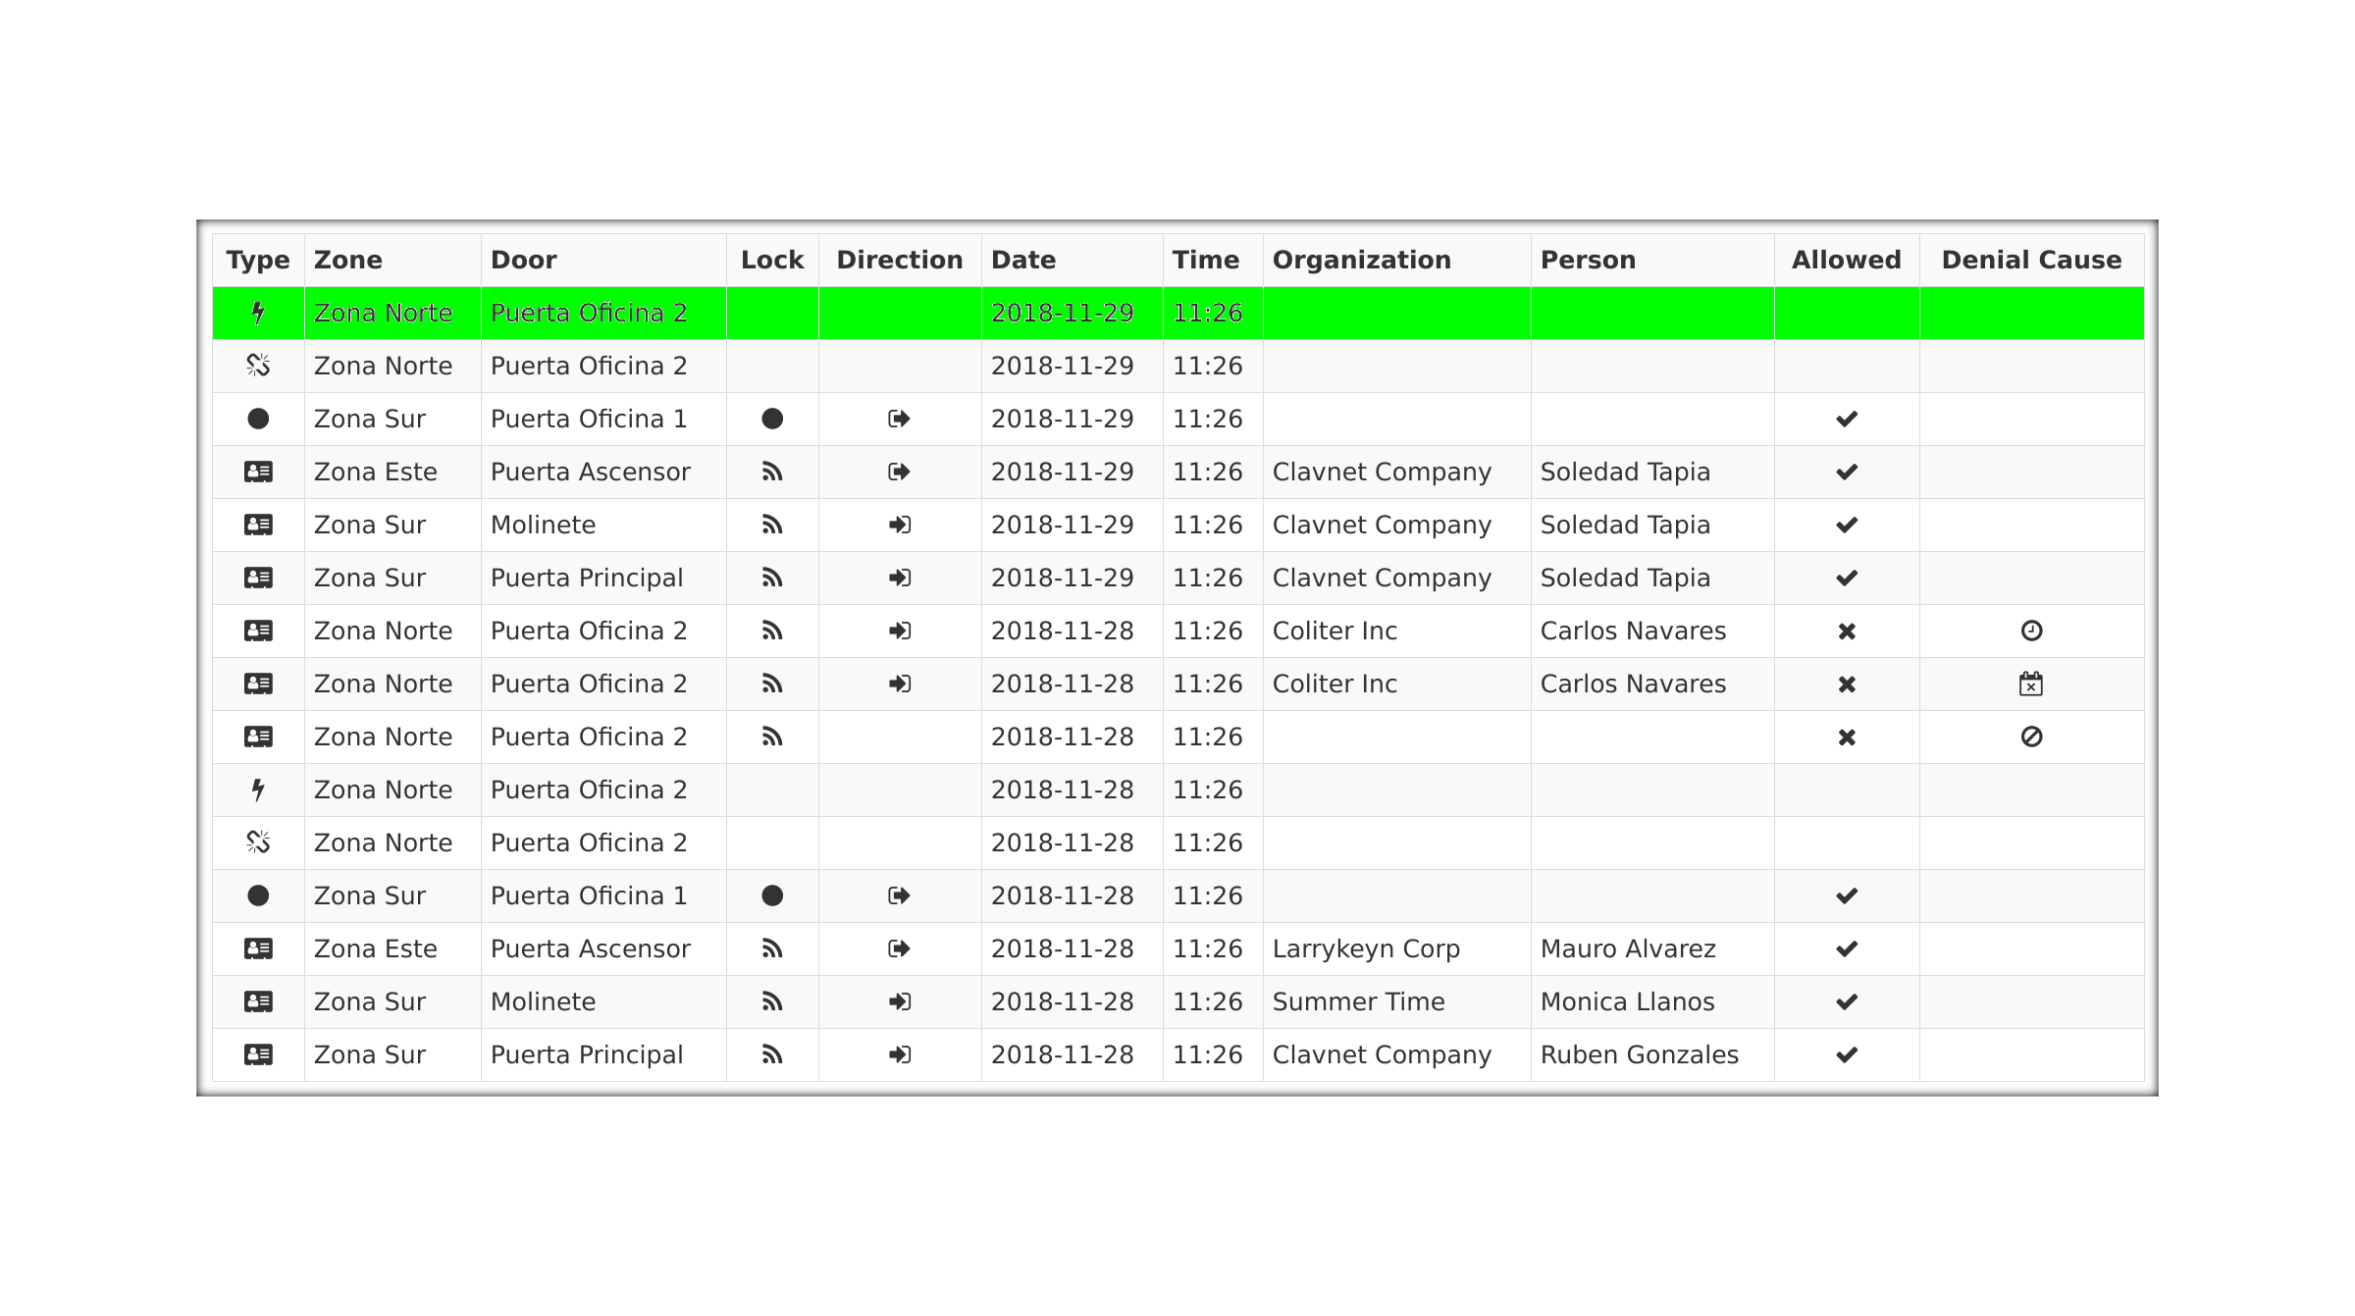 Type Zone Door Lock Direction Date Time Organization Person Allowed Denial Cause
Zona Norte Puerta Oficina 2 2018-11-29 11:26
Zona Norte Puerta Oficina 2 2018-11-29 11:26
Zona Sur Puerta Oficina 1 2018-11-29 11:26
Zona Este Puerta Ascensor 2018-11-29 11:26 Clavnet Company Soledad Tapia
Zona Sur Molinete 2018-11-29 11:26 Clavnet Company Soledad Tapia
Zona Sur Puerta Principal 2018-11-29 11:26 Clavnet Company Soledad Tapia
Zona Norte Puerta Oficina 2 2018-11-28 11:26 Coliter Inc Carlos Navares
Zona Norte Puerta Oficina 2 2018-11-28 11:26 Coliter Inc Carlos Navares
Zona Norte Puerta Oficina 2 2018-11-28 11:26
Zona Norte Puerta Oficina 2 2018-11-28 11:26
Zona Norte Puerta Oficina 2 2018-11-28 11:26
Zona Sur Puerta Oficina 1 2018-11-28 11:26
Zona Este Puerta Ascensor 2018-11-28 11:26 Larrykeyn Corp Mauro Alvarez
Zona Sur Molinete 2018-11-28 11:26 Summer Time Monica Llanos
Zona Sur Puerta Principal 2018-11-28 11:26 Clavnet Company Ruben Gonzales